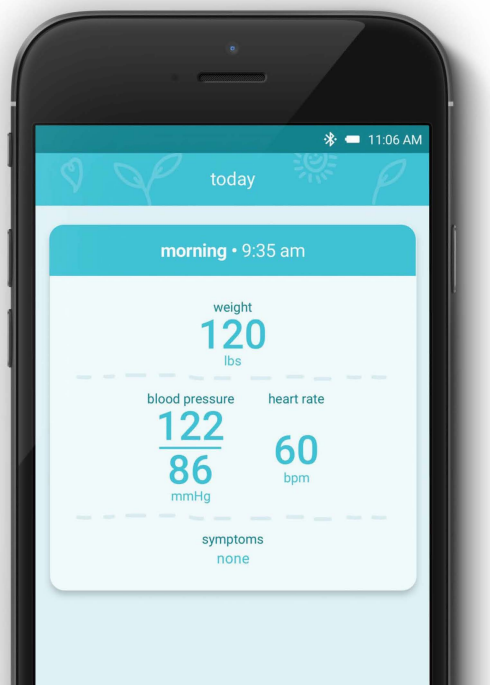 11:06 AM
today
morning • 9:35 am
weight
120
lbs
blood pressure heart rate
122
86
60
mmHg
bpm
symptoms
none